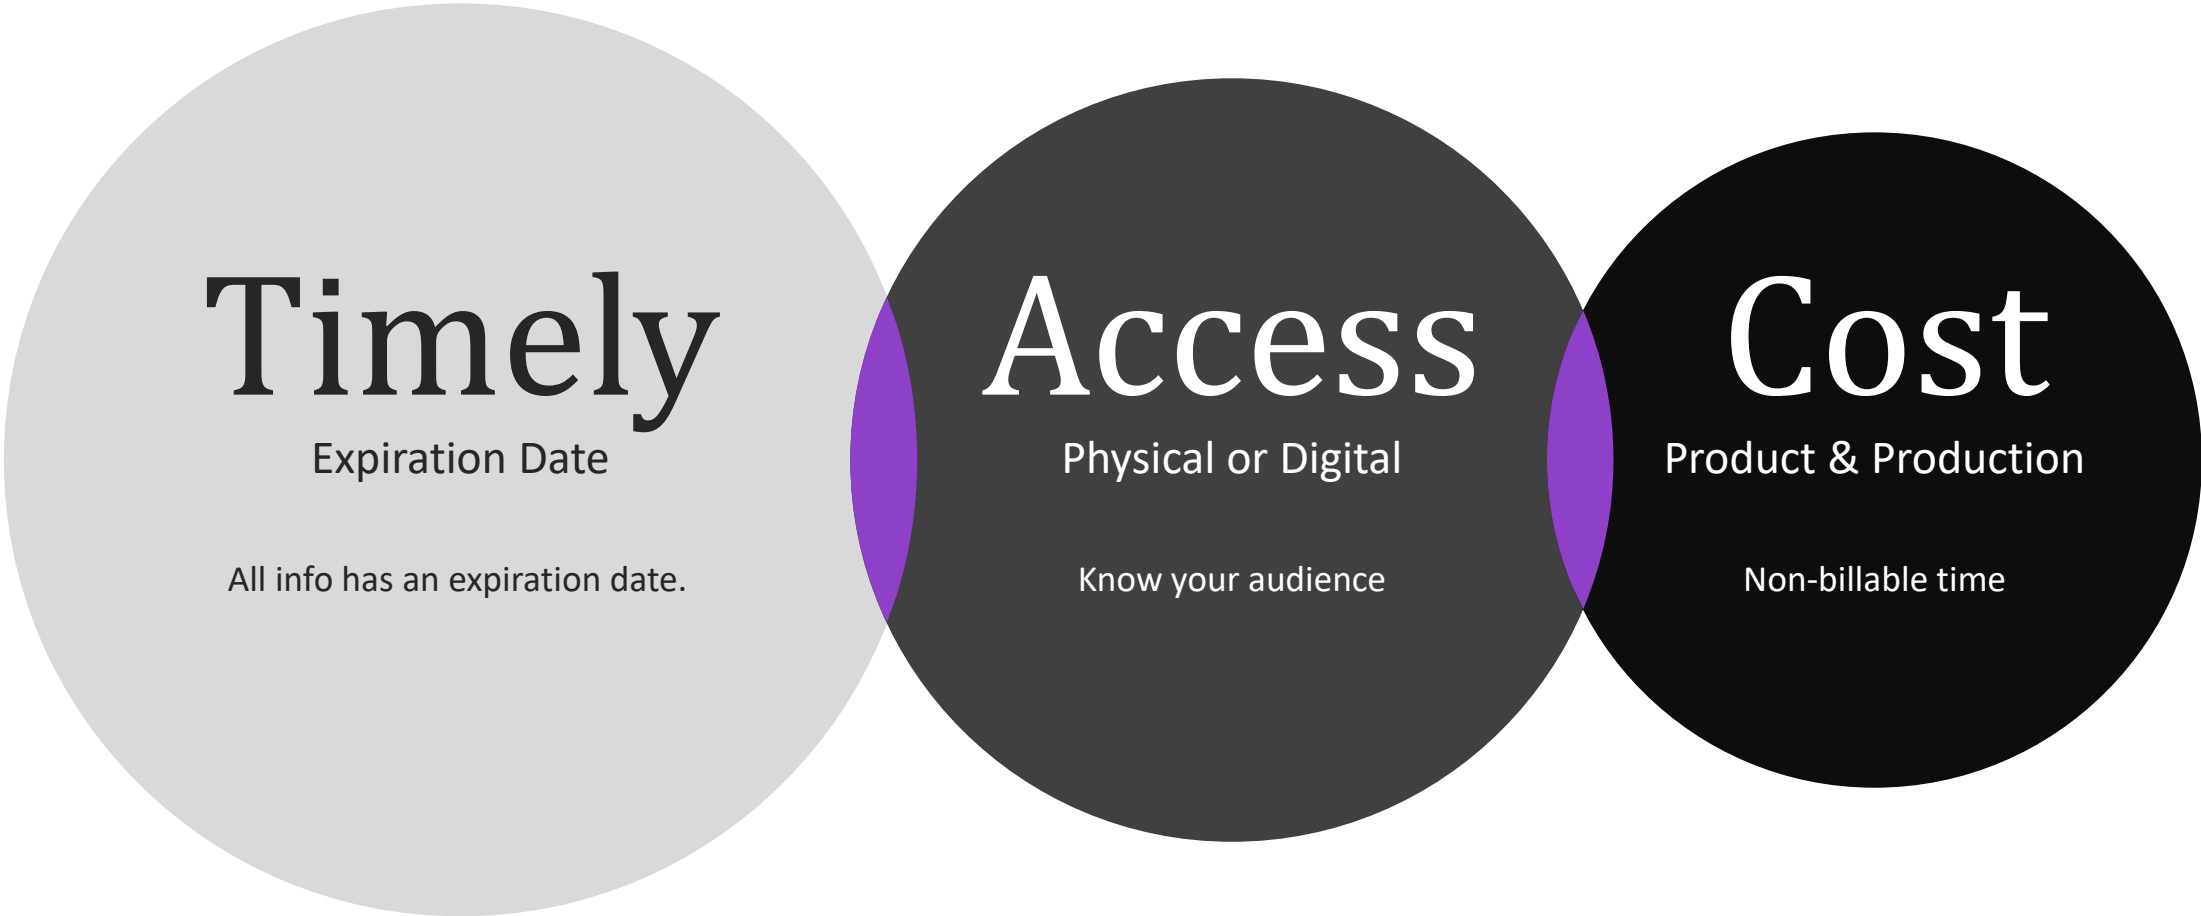 Timely
Expiration Date
All info has an expiration date.
Access
Physical or Digital
Know your audience
Cost
Product & Production
Non-billable time